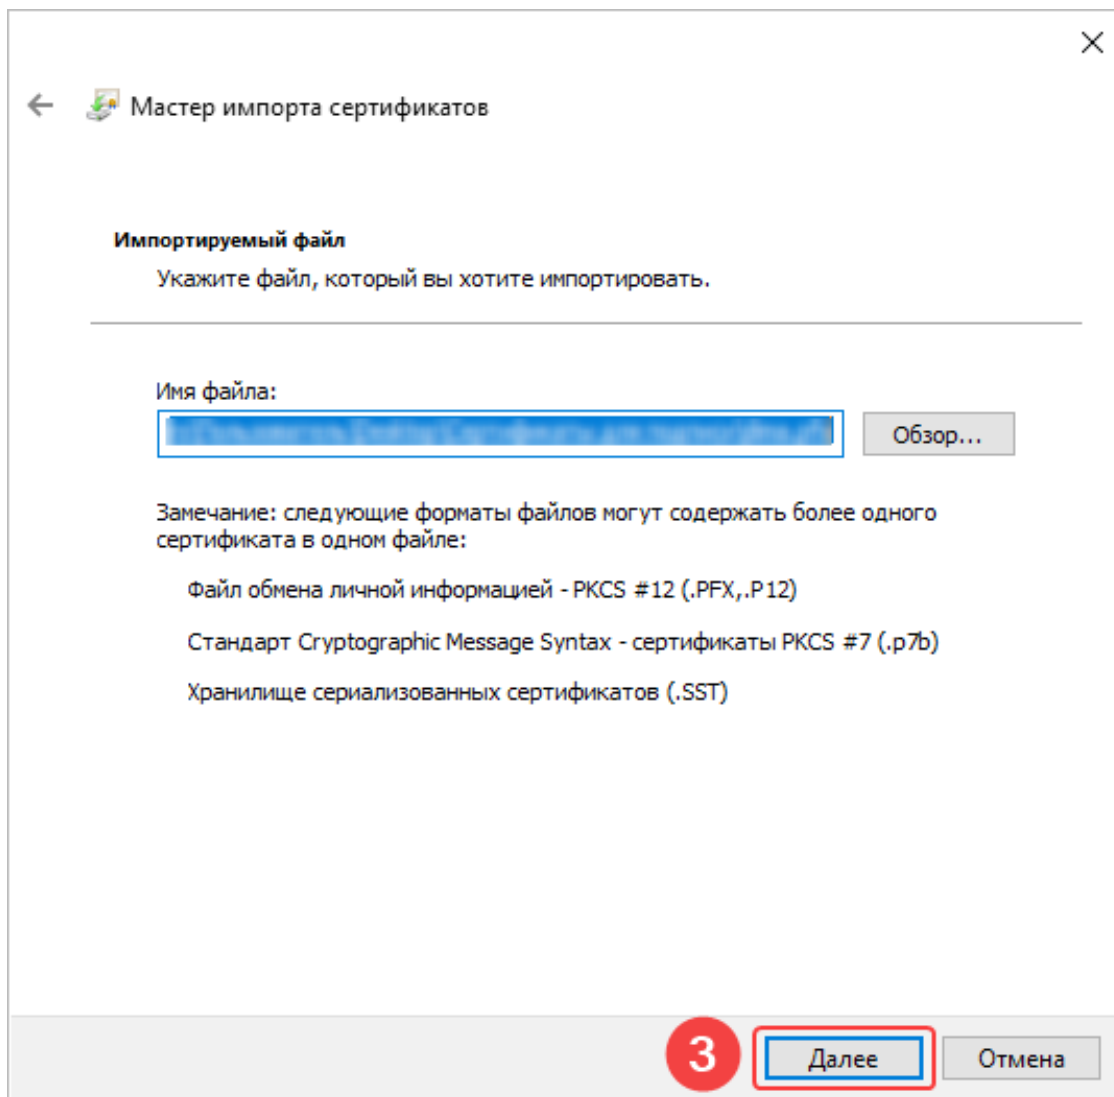 Мастер импорта сертификатов
Импортируемый файл
Укажите файл, который вы хотите импортировать.
Имя файла:
Обзор...
Замечание: следующие форматы файлов могут содержать более одного
сертификата в одном файле:
Файл обмена личной информацией - PKCS #12 (.PFX,.P12)
Стандарт Cryptographic Message Syntax - сертификаты PKCS #7 (.p7b)
Хранилище сериализованных сертификатов (.SST)
3
Далее
Отмена